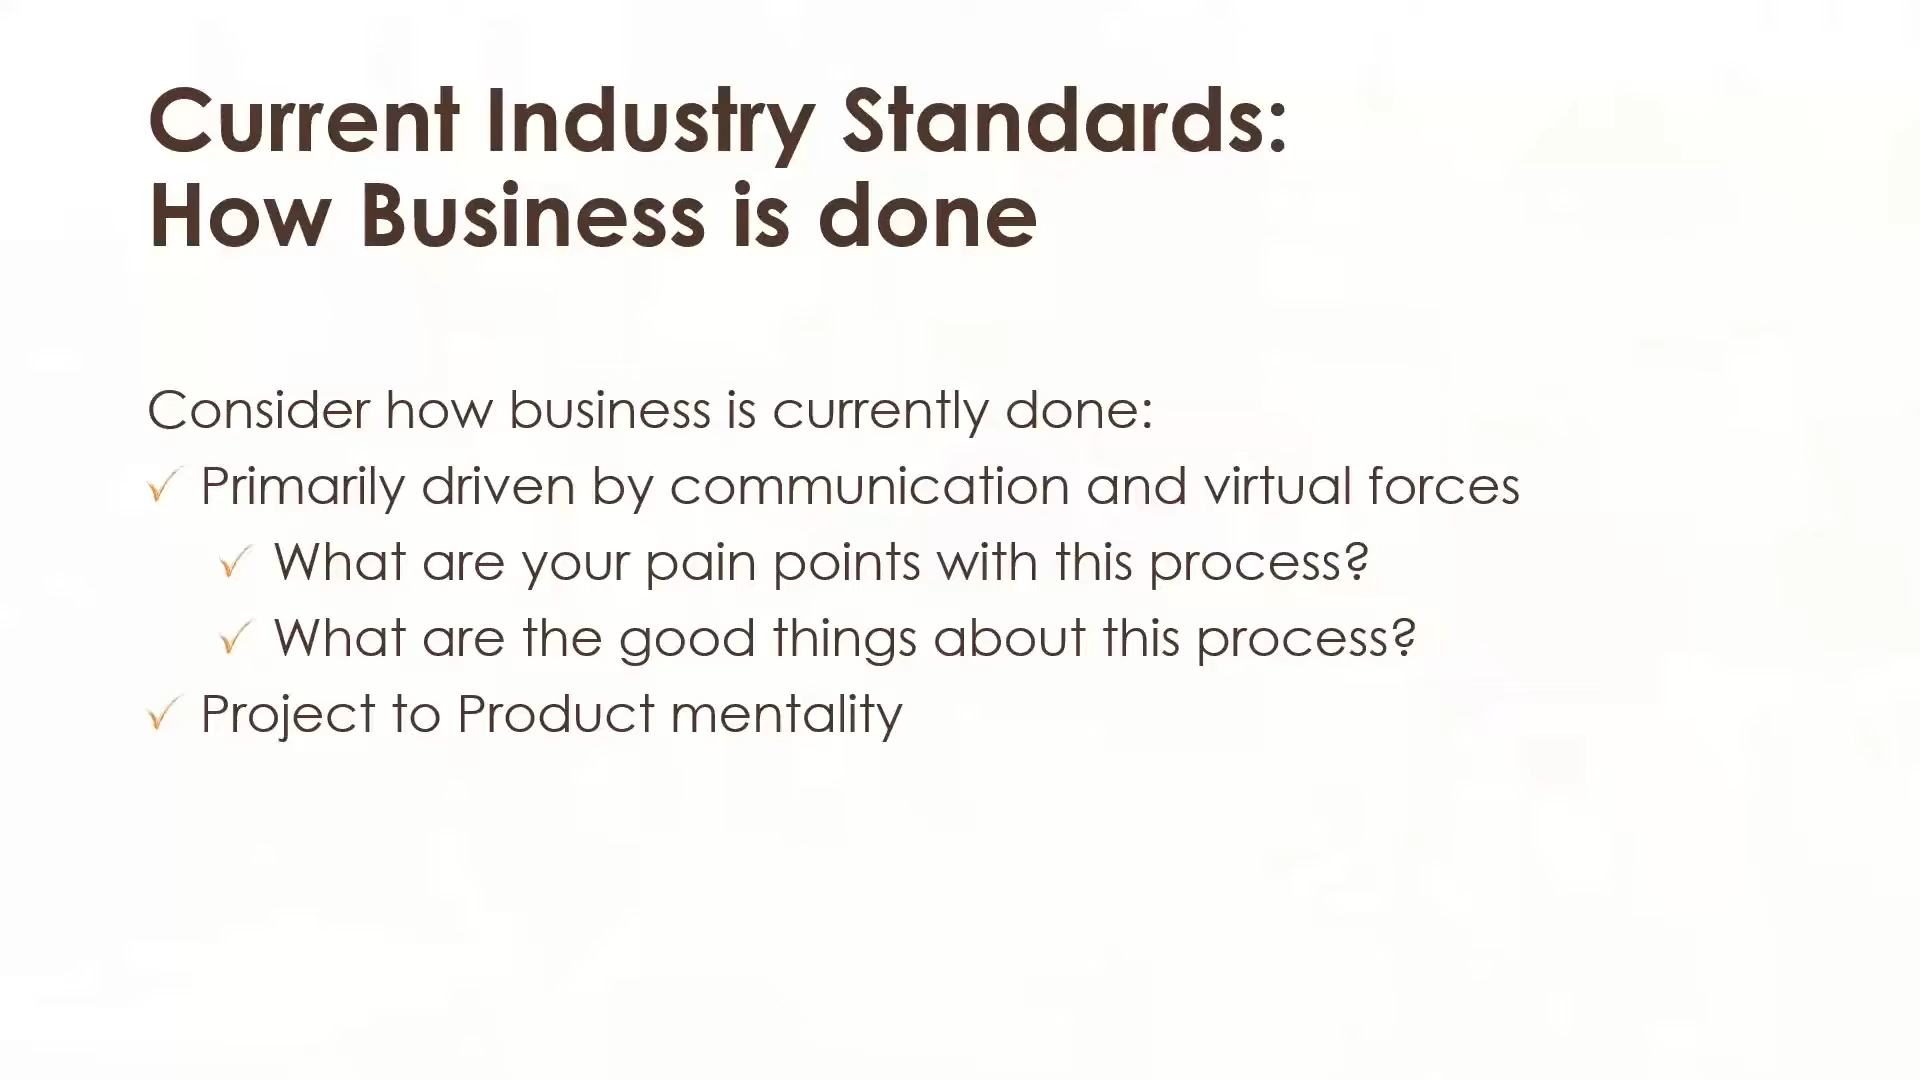 Current Industry Standards:
How Business is done
Consider how business is currently done:
✓ Primarily driven by communication and virtual forces
✓ What are your pain points with this process?
✓ What are the good things about this process?
✓ Project to Product mentality